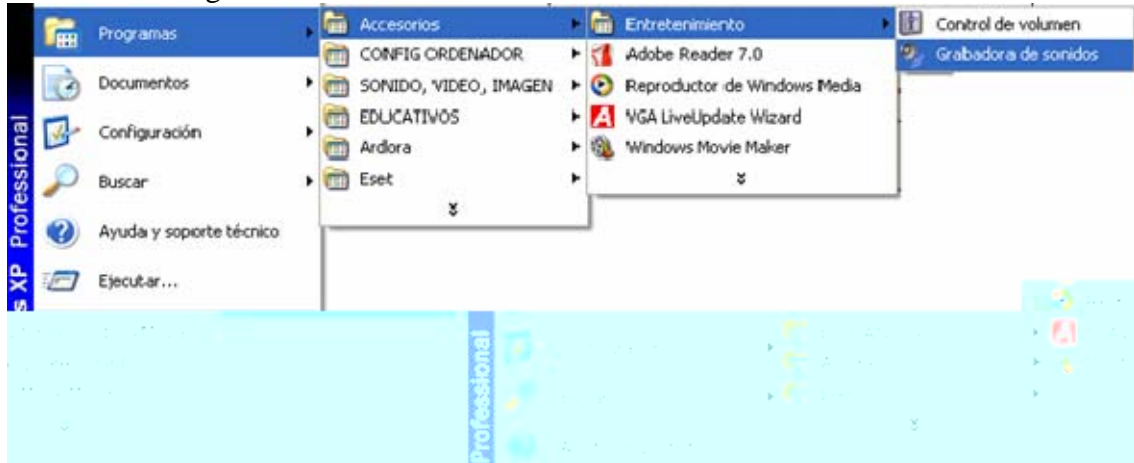 Programas
Documentos
Configuración
Buscar
Ayuda y soporte técnico
Ejecutar...
s XP Professional
Accesorios
CONFIG ORDENADOR
SONIDO, VIDEO, IMAGEN
EDUCATIVOS
Ardora
Eset
Entretenimiento
Adobe Reader 7.0
Reproductor de Windows Media
VGA LiveUpdate Wizard
Windows Movie Maker
Control de volumen
Grabadora de sonidos
Professional